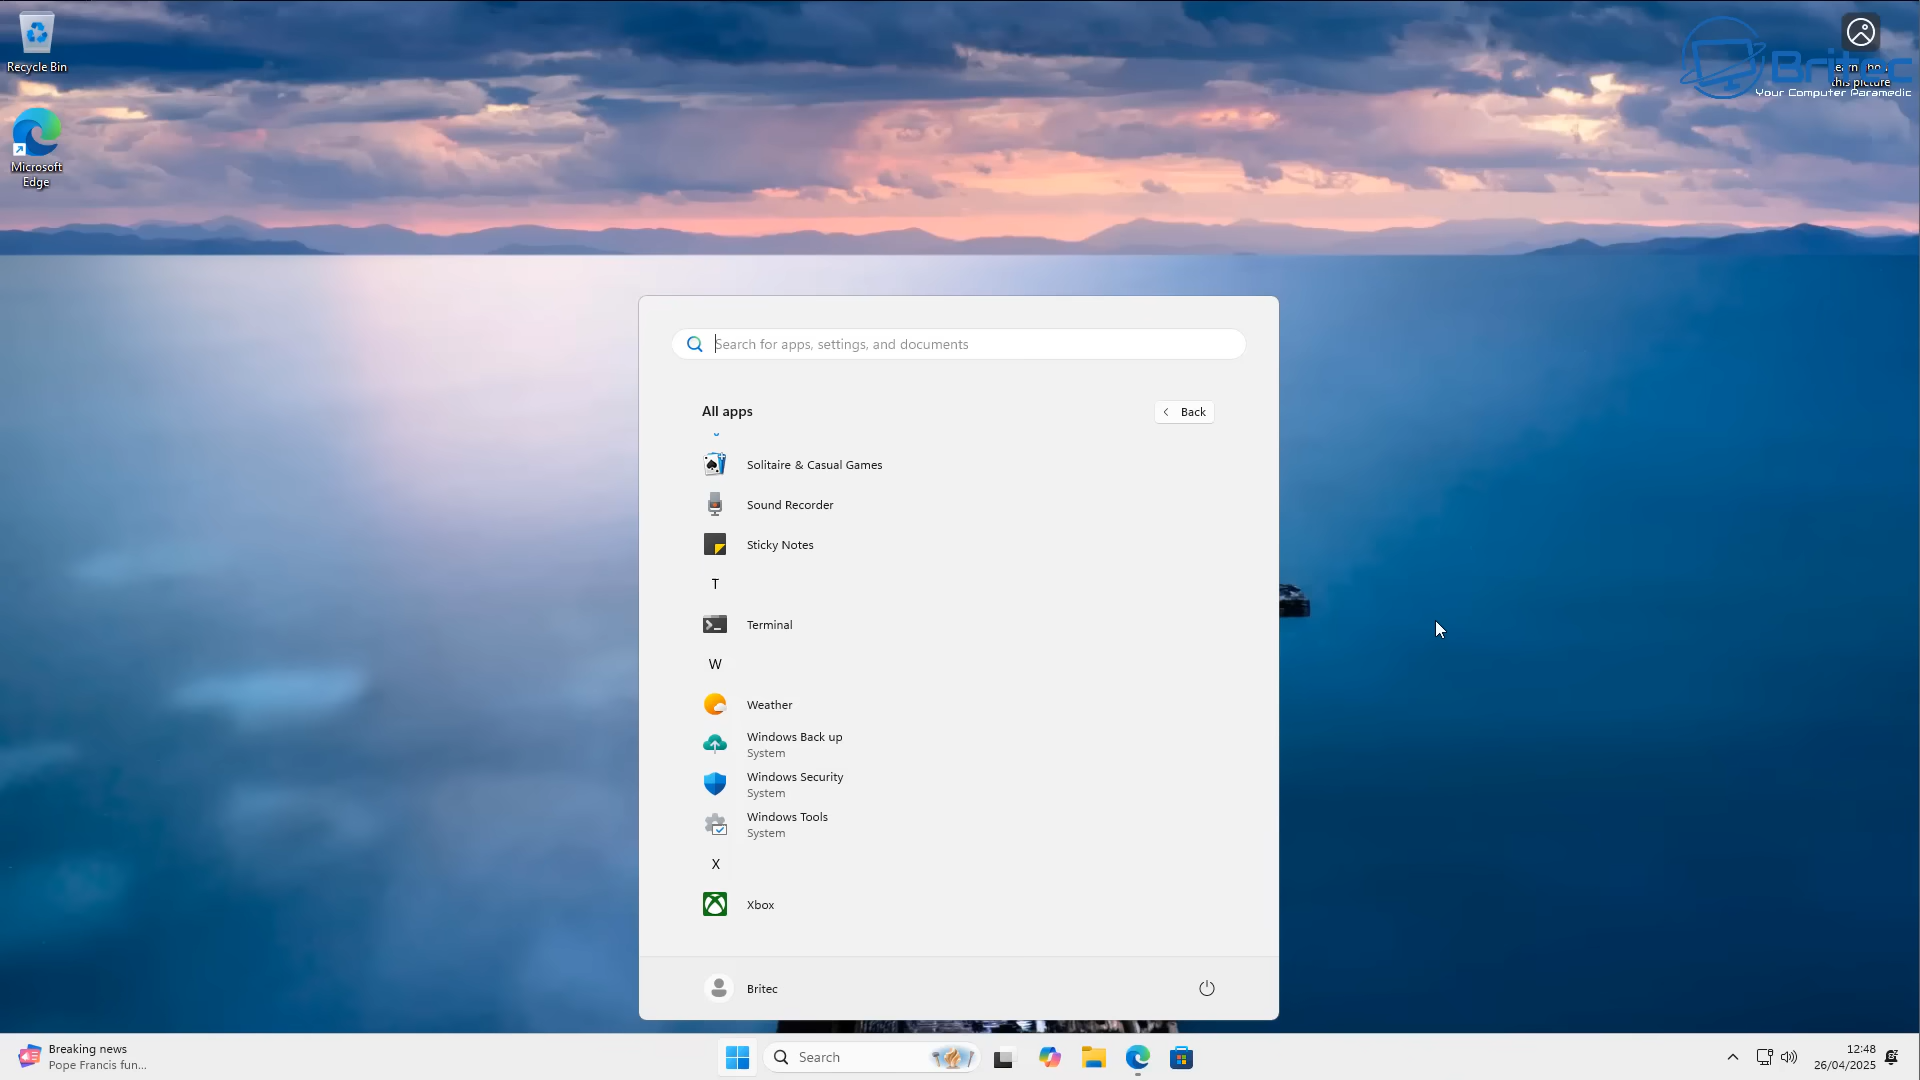 Recycle Bin
Microsoft
Edge
Britec
this picture
Your Computer Paramedic
Search for apps, settings, and documents
All apps
Back
Solitaire & Casual Games
Sound Recorder
Sticky Notes
T
Terminal
W
Weather
Windows Back up
System
Windows Security
System
Windows Tools
System
X
Xbox
Britec
Breaking news
Pope Francis fun...
Search
12:48
26/04/2025